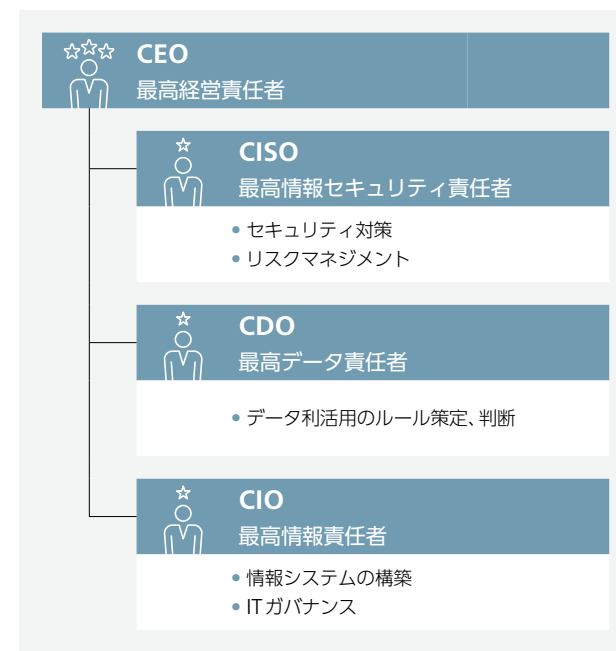 CEO
最高経営責任者
CISO
最高情報セキュリティ責任者
• セキュリティ対策
• リスクマネジメント
CDO
最高データ責任者
• データ利活用のルール策定、判断
CIO
最高情報責任者
• 情報システムの構築
• ITガバナンス